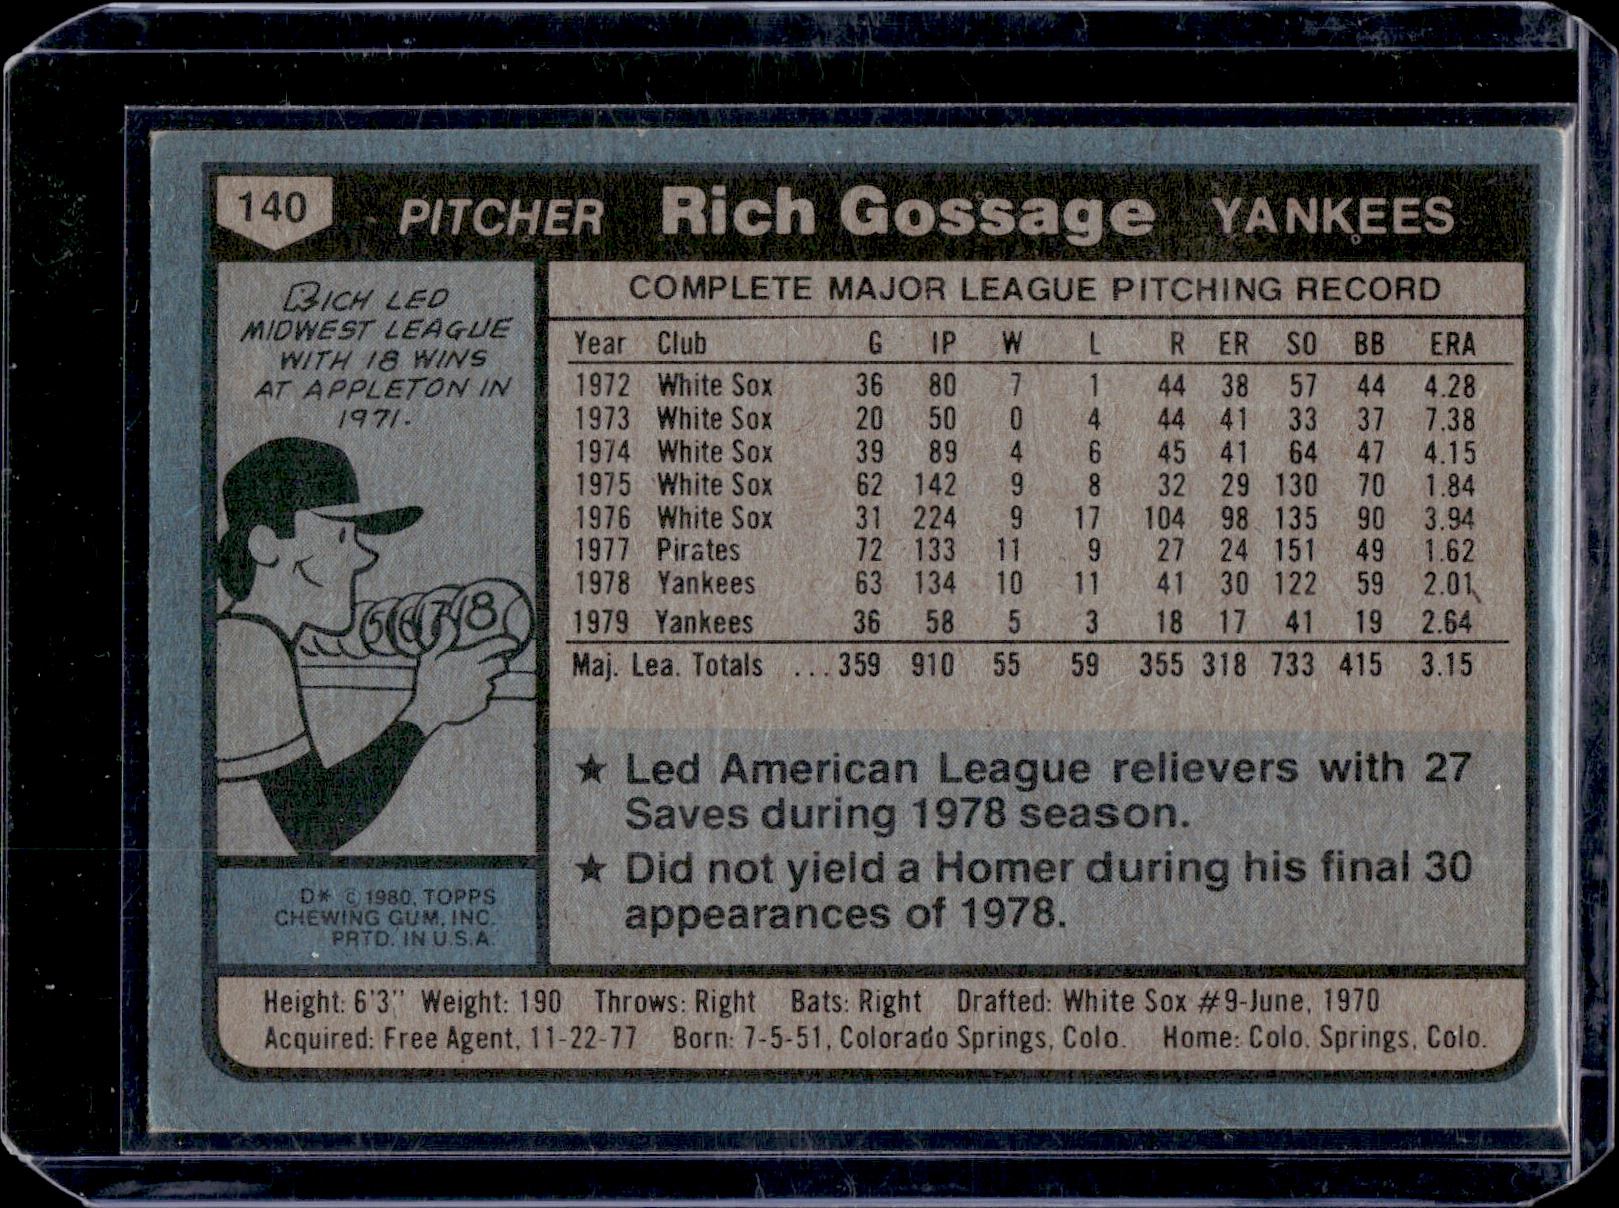 140 PITCHER Rich Gossage YANKEES
RICH LED
MIDWEST LEAGUE
WITH 18 WINS
AT APPLETON IN
1971.
5 6 7 8
D* © 1980, TOPPS
CHEWING GUM, INC.
PRTD. IN U.S.A.
COMPLETE MAJOR LEAGUE PITCHING RECORD
Year Club G IP W L R ER SO BB ERA
1972 White Sox 36 80 7 1 44 38 57 44 4.28
1973 White Sox 20 50 0 4 44 41 33 37 7.38
1974 White Sox 39 89 4 6 45 41 64 47 4.15
1975 White Sox 62 142 9 8 32 29 130 70 1.84
1976 White Sox 31 224 9 17 104 98 135 90 3.94
1977 Pirates 72 133 11 9 27 24 151 49 1.62
1978 Yankees 63 134 10 11 41 30 122 59 2.01
1979 Yankees 36 58 5 3 18 17 41 19 2.64
Maj. Lea. Totals ...359 910 55 59 355 318 733 415 3.15
★ Led American League relievers with 27
Saves during 1978 season.
★ Did not yield a Homer during his final 30
appearances of 1978.
Height: 6'3" Weight: 190 Throws: Right Bats: Right Drafted: White Sox #9-June, 1970
Acquired: Free Agent, 11-22-77 Born: 7-5-51, Colorado Springs, Colo. Home: Colo. Springs, Colo.